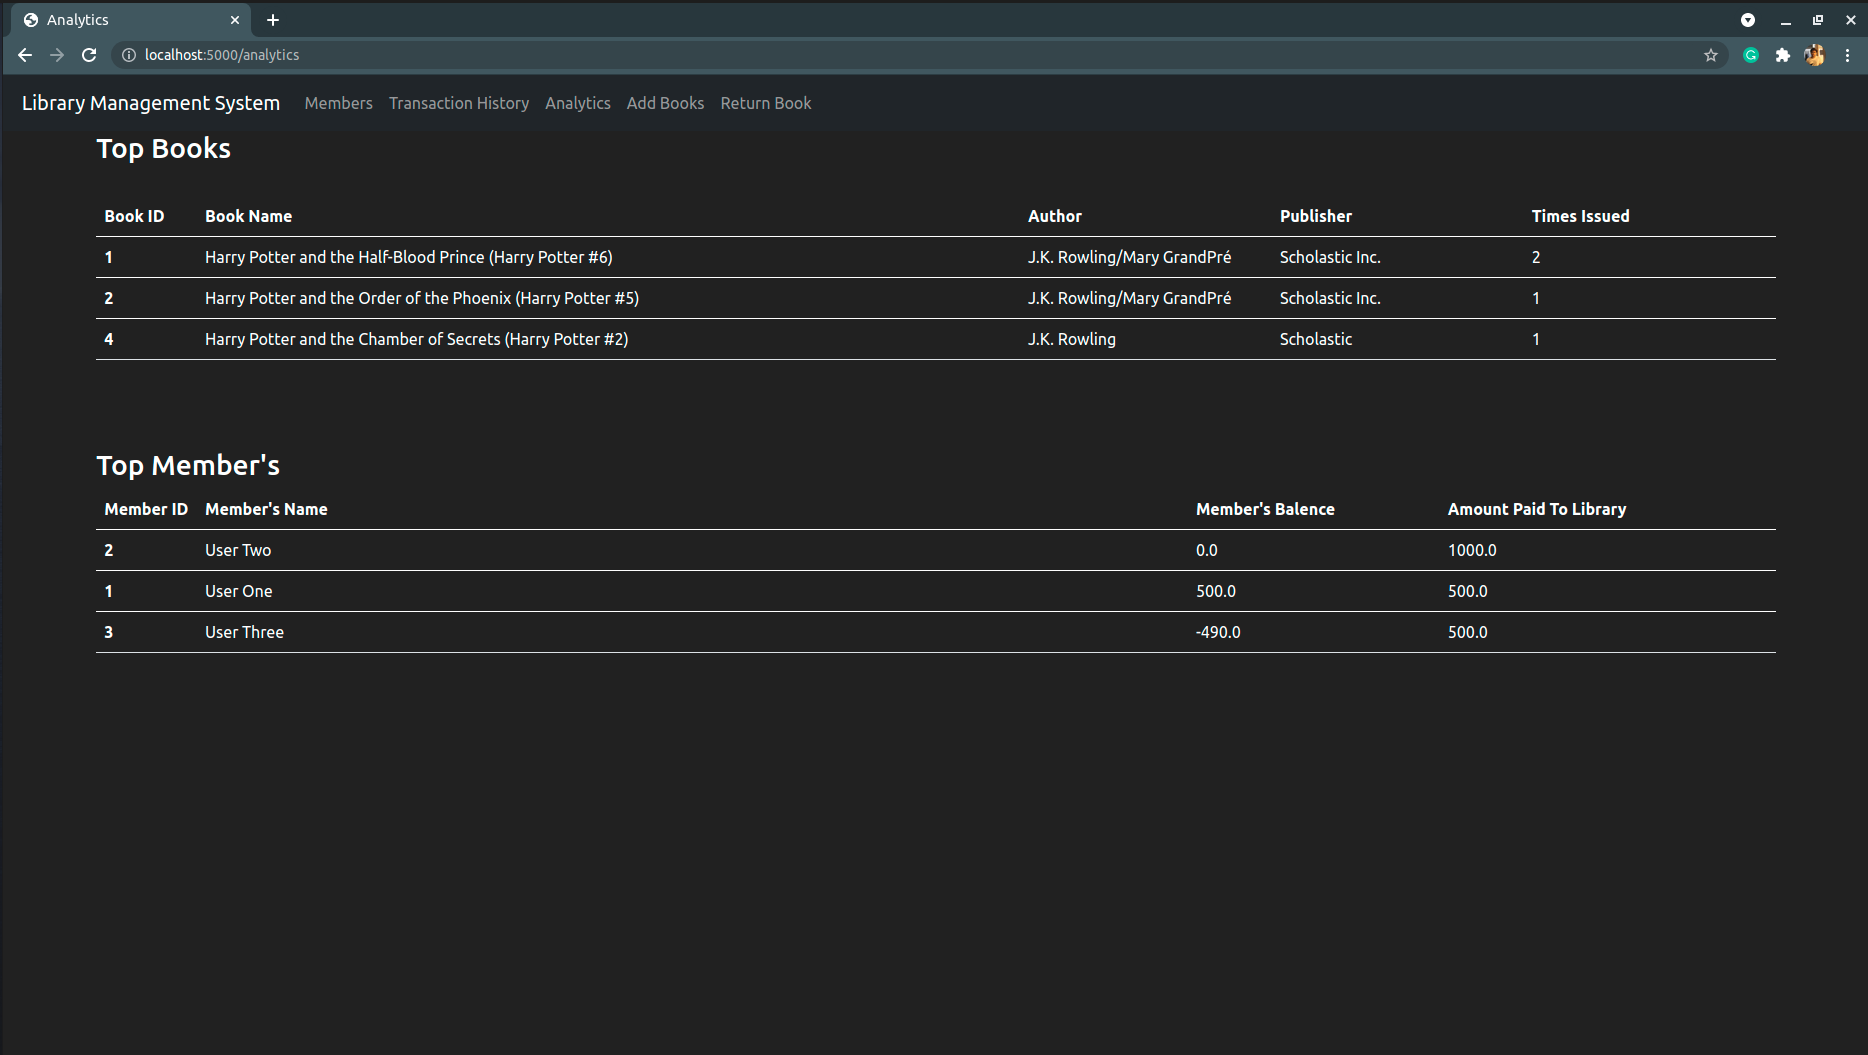 Analytics
localhost:5000/analytics
Library Management System Members Transaction History Analytics Add Books Return Book
Top Books
Book ID Book Name Author Publisher Times Issued
1 Harry Potter and the Half-Blood Prince (Harry Potter #6) J.K. Rowling/Mary GrandPré Scholastic Inc. 2
2 Harry Potter and the Order of the Phoenix (Harry Potter #5) J.K. Rowling/Mary GrandPré Scholastic Inc. 1
4 Harry Potter and the Chamber of Secrets (Harry Potter #2) J.K. Rowling Scholastic 1
Top Member's
Member ID Member's Name Member's Balence Amount Paid To Library
2 User Two 0.0 1000.0
1 User One 500.0 500.0
3 User Three -490.0 500.0